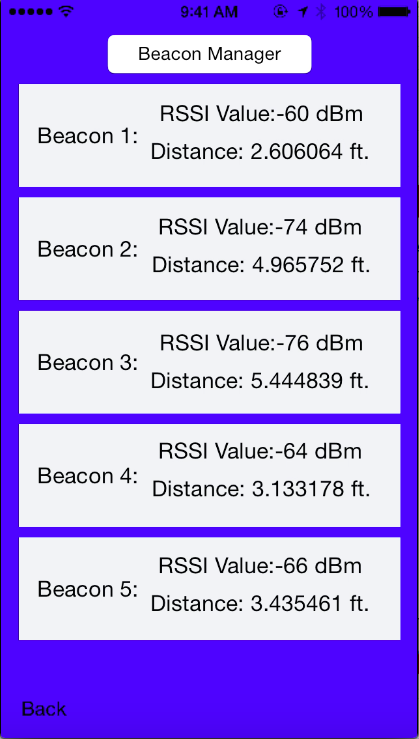 9:41 AM 100%
Beacon Manager
Beacon 1:
RSSI Value:-60 dBm
Distance: 2.606064 ft.
Beacon 2:
RSSI Value:-74 dBm
Distance: 4.965752 ft.
Beacon 3:
RSSI Value:-76 dBm
Distance: 5.444839 ft.
Beacon 4:
RSSI Value:-64 dBm
Distance: 3.133178 ft.
Beacon 5:
RSSI Value:-66 dBm
Distance: 3.435461 ft.
Back